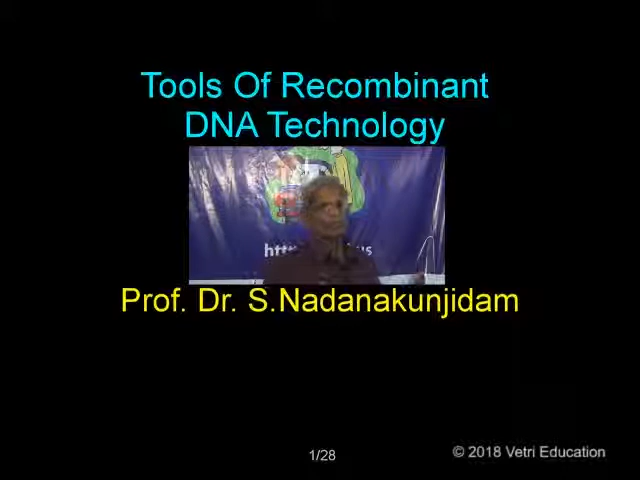 Tools Of Recombinant
DNA Technology
Prof. Dr. S.Nadanakunjidam
1/28
© 2018 Vetri Education